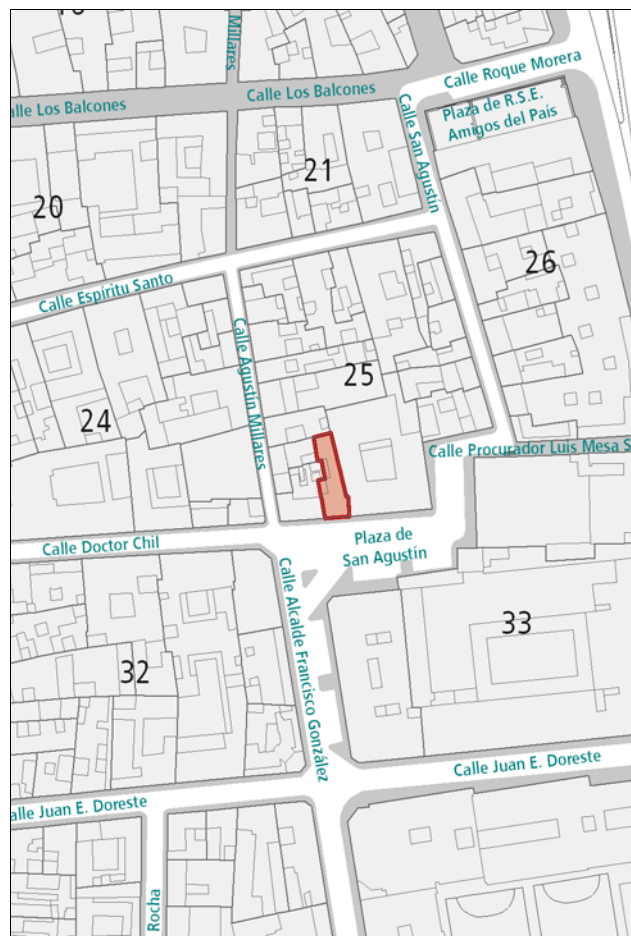 Millares
Calle Roque Morera
Calle Los Balcones
alle Los Balcones
Plaza de R.S.E.
Amigos del País
Calle San Agustín
21
20
26
Calle Espíritu Santo
Calle Agustín Millares
25
24
Calle Procurador Luis Mesa S
Plaza de
San Agustín
Calle Doctor Chil
Calle Alcalde Francisco González
33
32
Calle Juan E. Doreste
alle Juan E. Doreste
Rocha